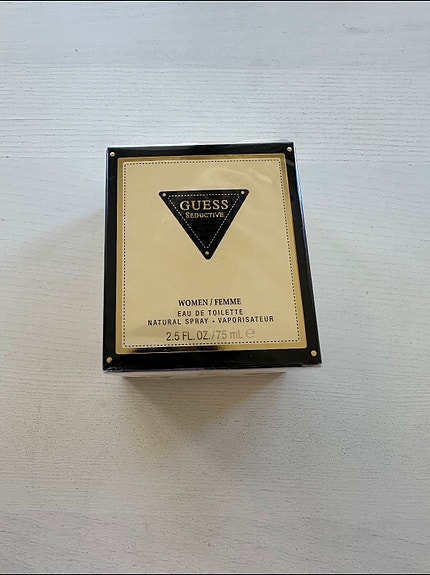 GUESS
SEDUCTIVE
WOMEN / FEMME
EAU DE TOILETTE
NATURAL SPRAY - VAPORISATEUR
2.5 FL. OZ. / 75 mL ℮